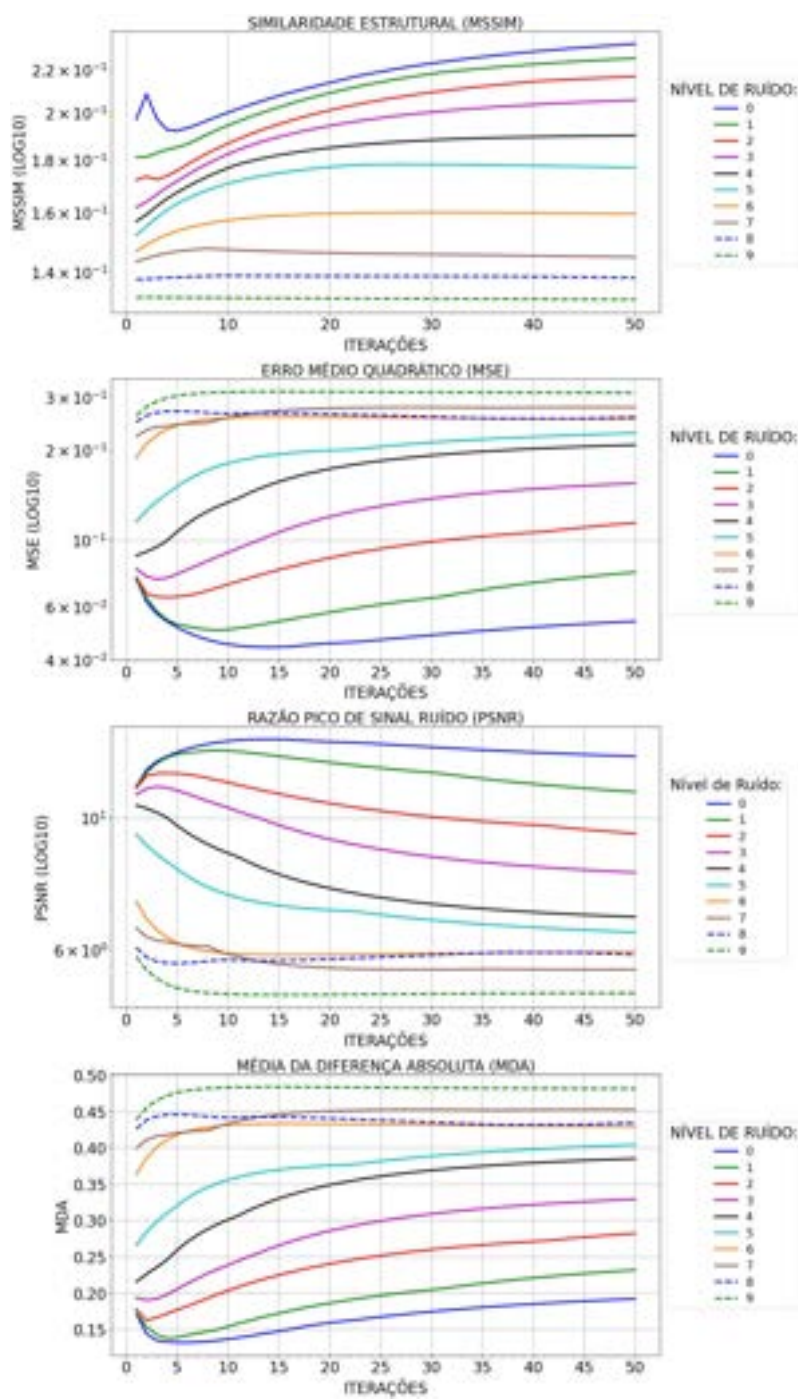 SIMILARIDADE ESTRUTURAL (MSSIM)
MSSIM (LOG10)
2.2 × 10⁻¹
2 × 10⁻¹
1.8 × 10⁻¹
1.6 × 10⁻¹
1.4 × 10⁻¹
0 5 10 15 20 25 30 35 40 45 50
ITERAÇÕES
NÍVEL DE RUÍDO:
0
1
2
3
4
5
6
7
8
9
ERRO MÉDIO QUADRÁTICO (MSE)
MSE (LOG10)
3 × 10⁻¹
2 × 10⁻¹
10⁻¹
6 × 10⁻²
4 × 10⁻²
0 5 10 15 20 25 30 35 40 45 50
ITERAÇÕES
NÍVEL DE RUÍDO:
0
1
2
3
4
5
6
7
8
9
RAZÃO PICO DE SINAL RUÍDO (PSNR)
PSNR (LOG10)
10¹
6 × 10⁰
0 5 10 15 20 25 30 35 40 45 50
ITERAÇÕES
Nível de Ruído:
0
1
2
3
4
5
6
7
8
9
MÉDIA DA DIFERENÇA ABSOLUTA (MDA)
MDA
0.50
0.45
0.40
0.35
0.30
0.25
0.20
0.15
0 5 10 15 20 25 30 35 40 45 50
ITERAÇÕES
NÍVEL DE RUÍDO:
0
1
2
3
4
5
6
7
8
9